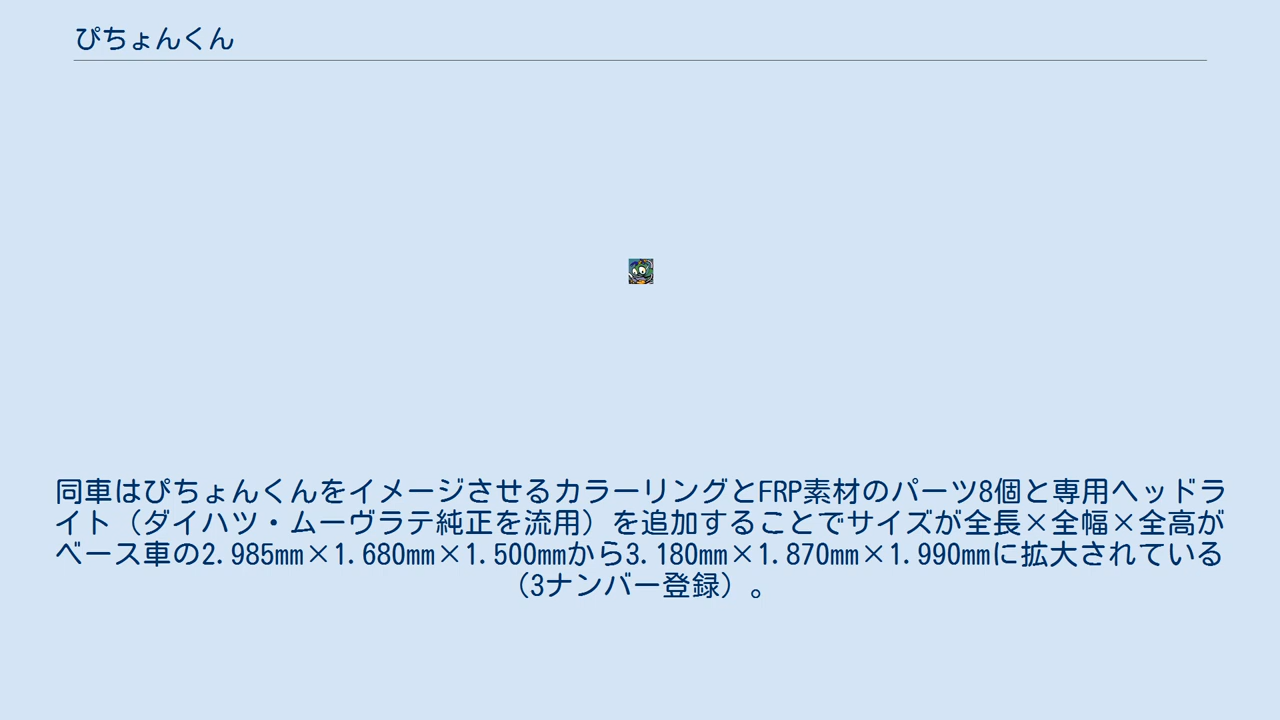 ぴちょんくん
同車はぴちょんくんをイメージさせるカラーリングとFRP素材のパーツ8個と専用ヘッドラ
イト（ダイハツ・ムーヴラテ純正を流用）を追加することでサイズが全長×全幅×全高が
ベース車の2.985mm×1.680mm×1.500mmから3.180mm×1.870mm×1.990mmに拡大されている
（3ナンバー登録）。